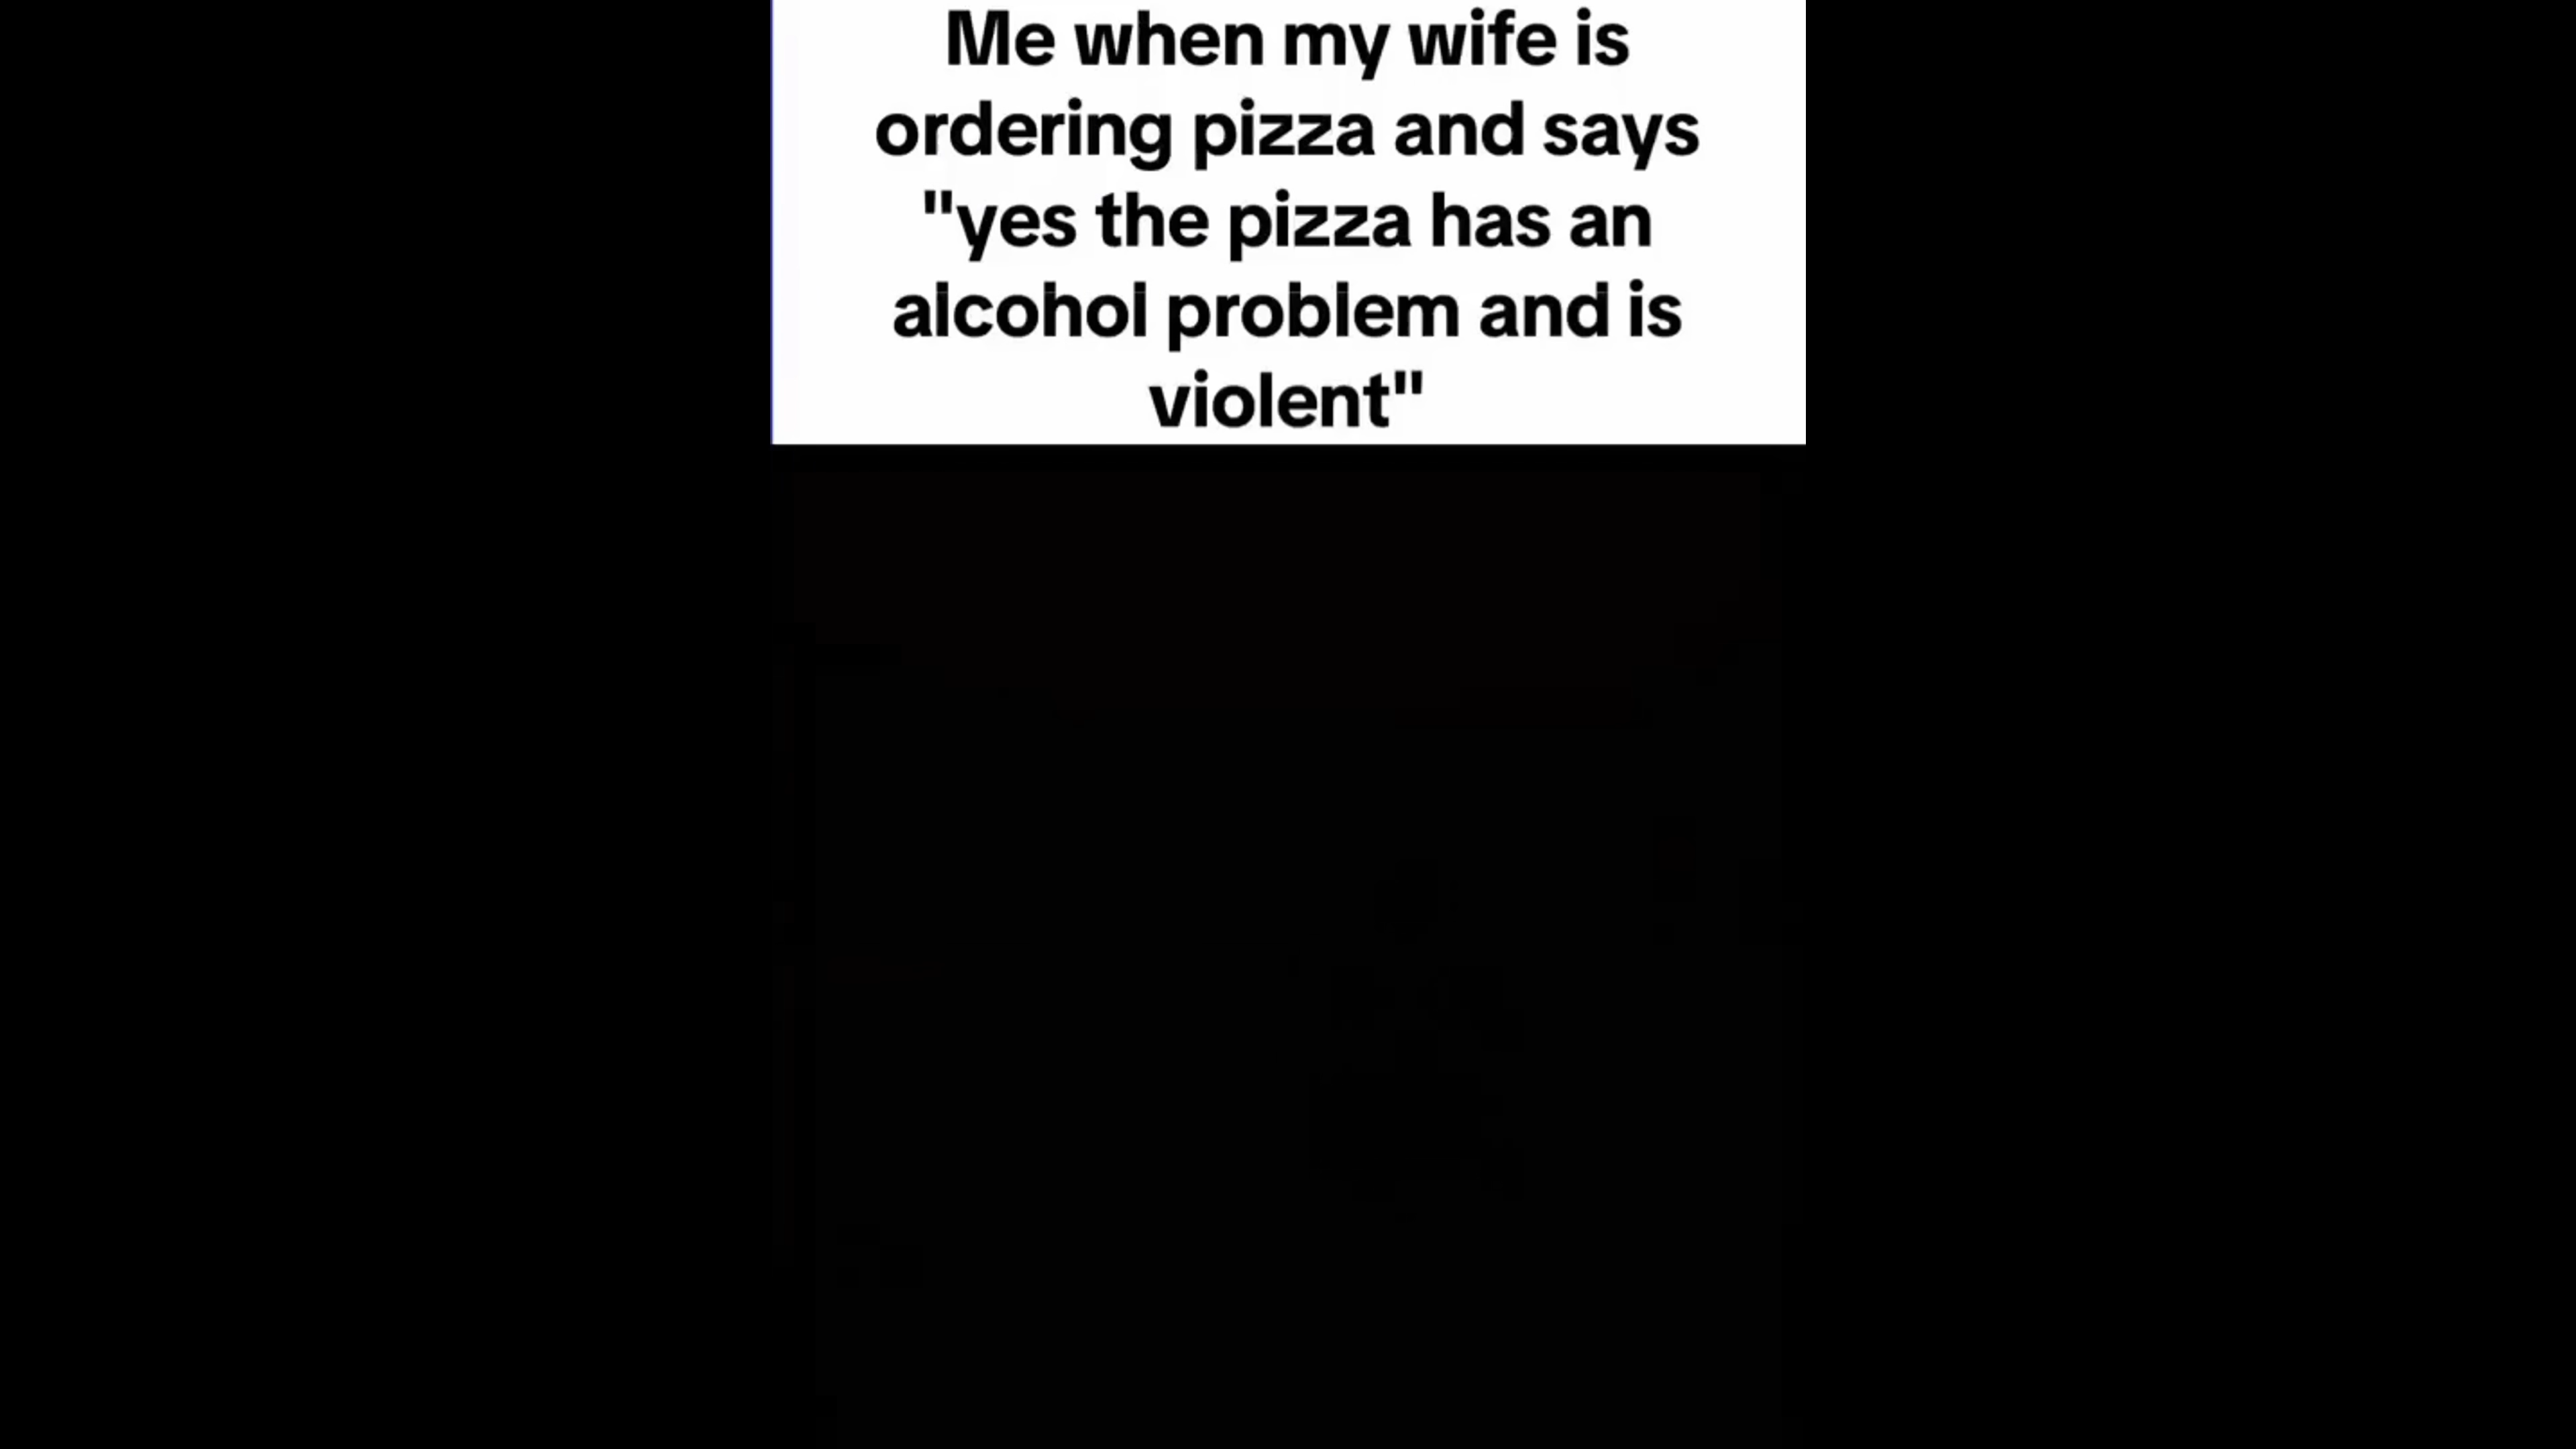 Me when my wife is
ordering pizza and says
"yes the pizza has an
alcohol problem and is
violent"